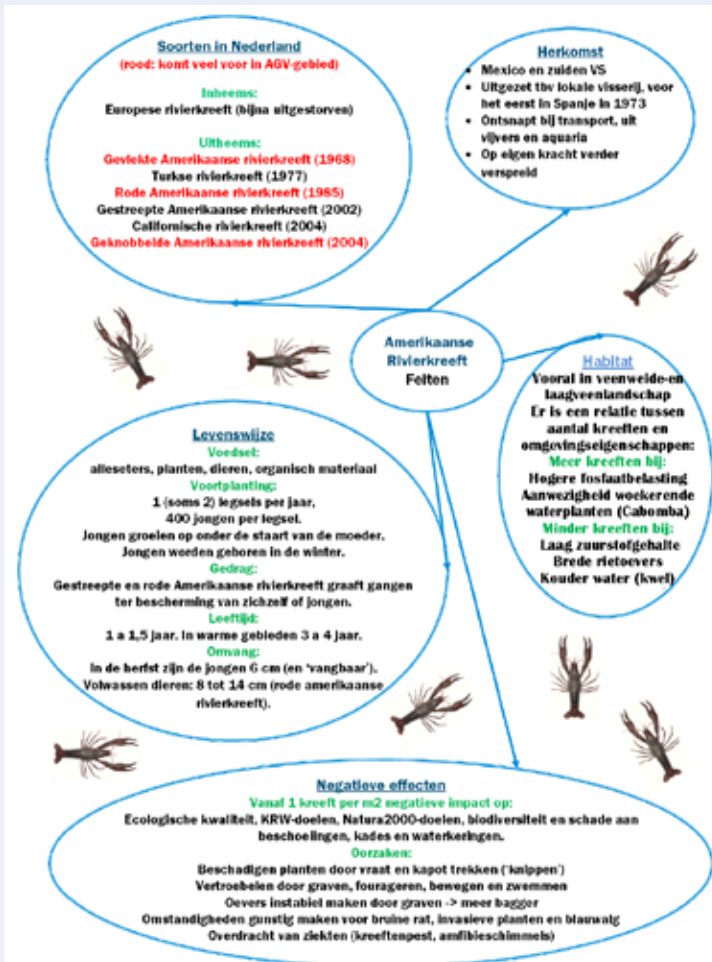 Soorten in Nederland
(rood: komt veel voor in AGV-gebied)
Inheems:
Europese rivierkreeft (bijna uitgestorven)
Uitheems:
Gevlekte Amerikaanse rivierkreeft (1968)
Turkse rivierkreeft (1977)
Rode Amerikaanse rivierkreeft (1985)
Gestreepte Amerikaanse rivierkreeft (2002)
Californische rivierkreeft (2004)
Geknobbelde Amerikaanse rivierkreeft (2004)
Herkomst
• Mexico en zuiden VS
• Uitgezet tbv lokale visserij, voor
het eerst in Spanje in 1973
• Ontsnapt bij transport, uit
vijvers en aquaria
• Op eigen kracht verder
verspreid
Amerikaanse
Rivierkreeft
Feiten
Habitat
Vooral in veenweide-en
laagveenlandschap
Er is een relatie tussen
aantal kreeften en
omgevingseigenschappen:
Meer kreeften bij:
Hogere fosfaatbelasting
Aanwezigheid woekerende
waterplanten (Cabomba)
Minder kreeften bij:
Laag zuurstofgehalte
Brede rietoevers
Kouder water (kwel)
Levenswijze
Voedsel:
alleseters, planten, dieren, organisch materiaal
Voortplanting:
1 (soms 2) legsels per jaar,
400 jongen per legsel.
Jongen groeien op onder de staart van de moeder.
Jongen worden geboren in de winter.
Gedrag:
Gestreepte en rode Amerikaanse rivierkreeft graaft gangen
ter bescherming van zichzelf of jongen.
Leeftijd:
1 a 1,5 jaar. In warme gebieden 3 a 4 jaar.
Omvang:
In de herfst zijn de jongen 6 cm (en 'vangbaar').
Volwassen dieren: 8 tot 14 cm (rode amerikaanse
rivierkreeft).
Negatieve effecten
Vanaf 1 kreeft per m2 negatieve impact op:
Ecologische kwaliteit, KRW-doelen, Natura2000-doelen, biodiversiteit en schade aan
beschoeiingen, kades en waterkeringen.
Oorzaken:
Beschadigen planten door vraat en kapot trekken ('knippen')
Vertroebelen door graven, fourageren, bewegen en zwemmen
Oevers instabiel maken door graven -> meer bagger
Omstandigheden gunstig maken voor bruine rat, invasieve planten en blauwalg
Overdracht van ziekten (kreeftenpest, amfibieschimmels)